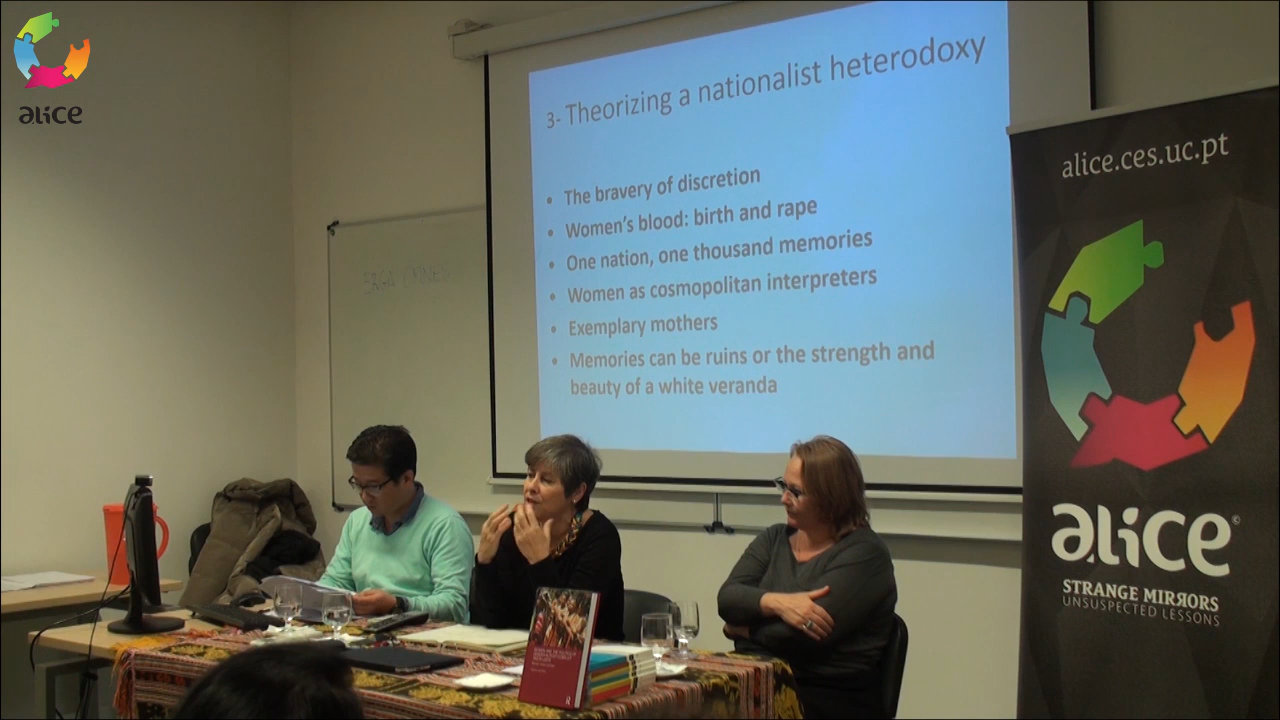 alice
3- Theorizing a nationalist heterodoxy
• The bravery of discretion
• Women's blood: birth and rape
• One nation, one thousand memories
• Women as cosmopolitan interpreters
• Exemplary mothers
• Memories can be ruins or the strength and
beauty of a white veranda
alice.ces.uc.pt
alice©
STRANGE MIRRORS
UNSUSPECTED LESSONS